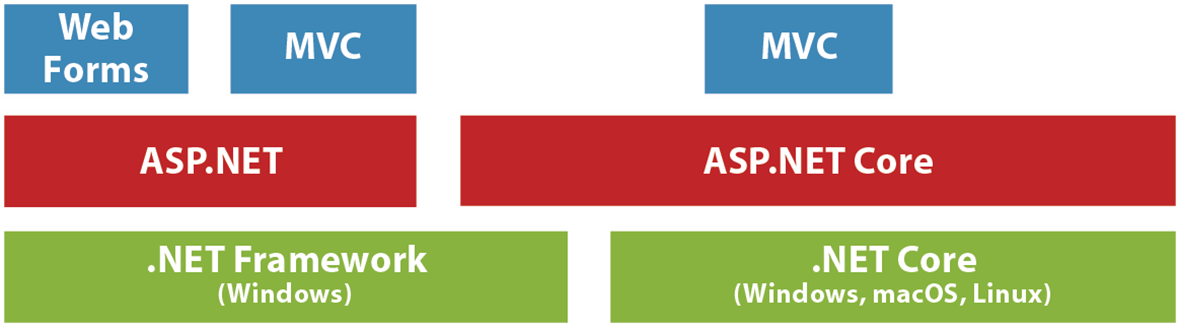 Web
Forms
MVC
MVC
ASP.NET
ASP.NET Core
.NET Framework
(Windows)
.NET Core
(Windows, macOS, Linux)